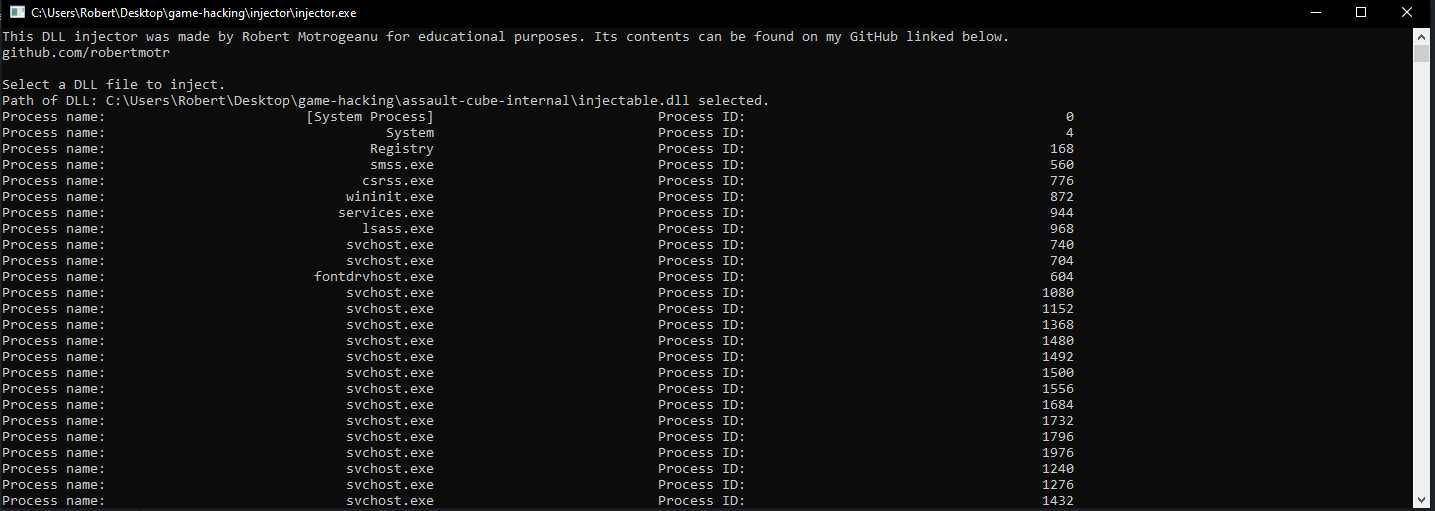 C:\Users\Robert\Desktop\game-hacking\injector\injector.exe
This DLL injector was made by Robert Motrogeanu for educational purposes. Its contents can be found on my GitHub linked below.
github.com/robertmotr
Select a DLL file to inject.
Path of DLL: C:\Users\Robert\Desktop\game-hacking\assault-cube-internal\injectable.dll selected.
Process name: [System Process] Process ID: 0
Process name: System Process ID: 4
Process name: Registry Process ID: 168
Process name: smss.exe Process ID: 560
Process name: csrss.exe Process ID: 776
Process name: wininit.exe Process ID: 872
Process name: services.exe Process ID: 944
Process name: lsass.exe Process ID: 968
Process name: svchost.exe Process ID: 740
Process name: svchost.exe Process ID: 704
Process name: fontdrvhost.exe Process ID: 604
Process name: svchost.exe Process ID: 1080
Process name: svchost.exe Process ID: 1152
Process name: svchost.exe Process ID: 1368
Process name: svchost.exe Process ID: 1480
Process name: svchost.exe Process ID: 1492
Process name: svchost.exe Process ID: 1500
Process name: svchost.exe Process ID: 1556
Process name: svchost.exe Process ID: 1684
Process name: svchost.exe Process ID: 1732
Process name: svchost.exe Process ID: 1796
Process name: svchost.exe Process ID: 1976
Process name: svchost.exe Process ID: 1240
Process name: svchost.exe Process ID: 1276
Process name: svchost.exe Process ID: 1432